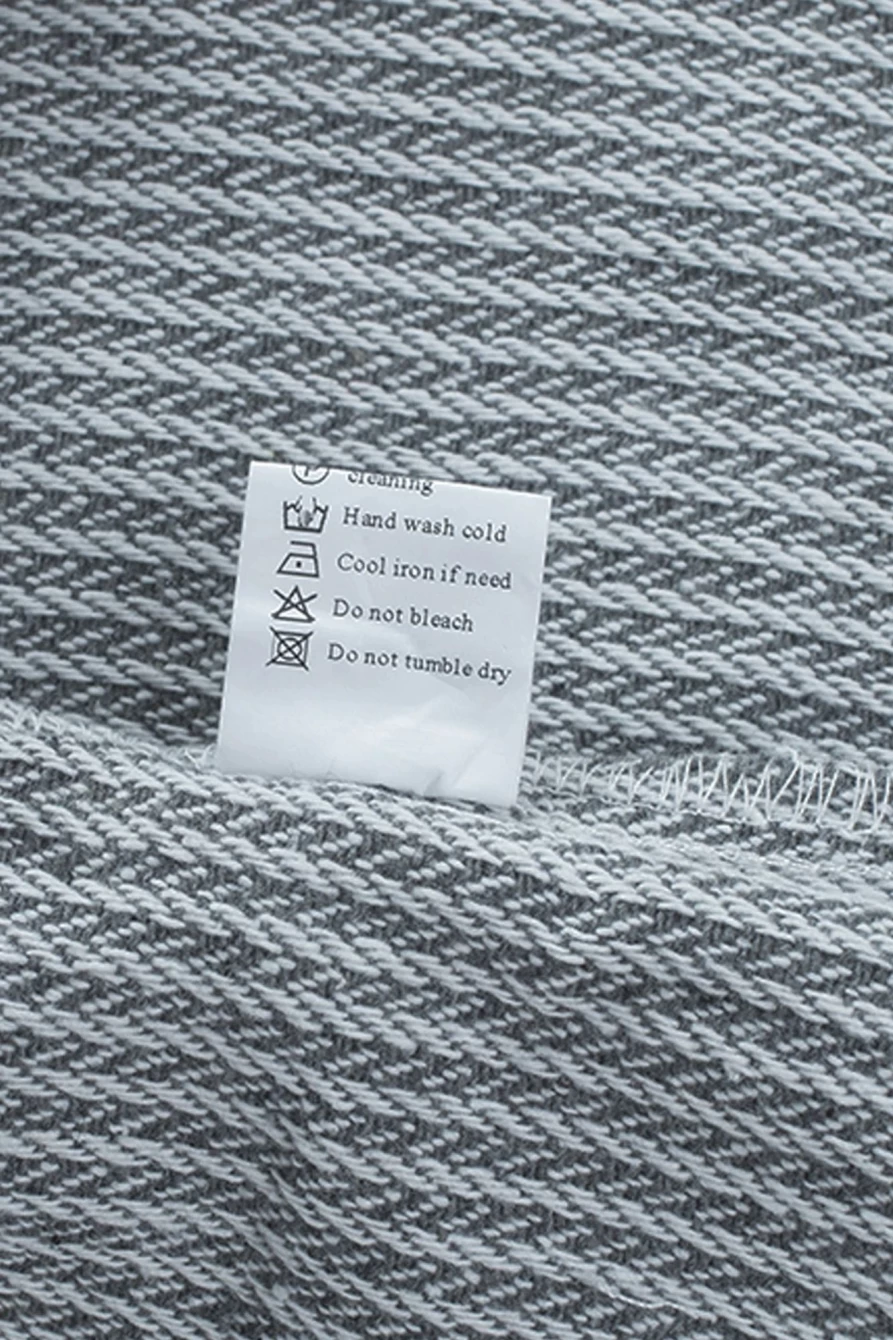 P cleaning
Hand wash cold
Cool iron if need
Do not bleach
Do not tumble dry